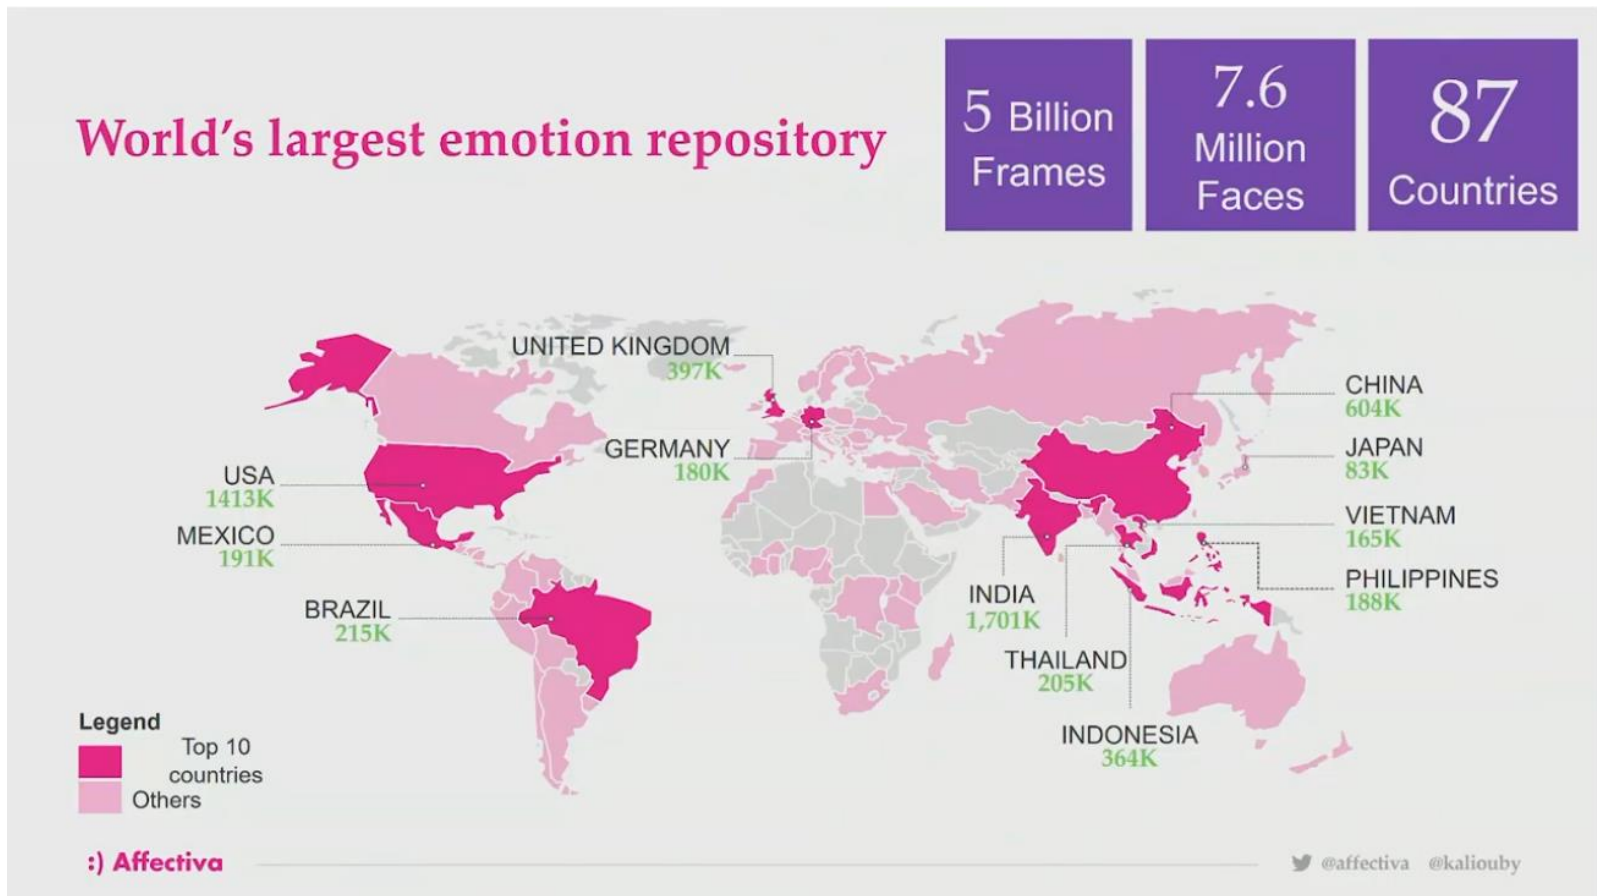 World's largest emotion repository
5 Billion
Frames
7.6
Million
Faces
87
Countries
UNITED KINGDOM
397K
GERMANY
180K
USA
1413K
MEXICO
191K
BRAZIL
215K
CHINA
604K
JAPAN
83K
VIETNAM
165K
PHILIPPINES
188K
INDIA
1,701K
THAILAND
205K
INDONESIA
364K
Legend
Top 10
countries
Others
:) Affectiva
@affectiva @kaliouby